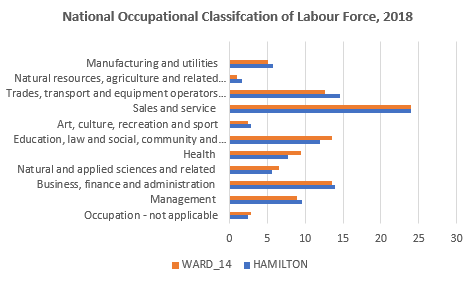 National Occupational Classifcation of Labour Force, 2018
Manufacturing and utilities
Natural resources, agriculture and related...
Trades, transport and equipment operators...
Sales and service
Art, culture, recreation and sport
Education, law and social, community and...
Health
Natural and applied sciences and related
Business, finance and administration
Management
Occupation - not applicable
0 5 10 15 20 25 30
WARD_14 HAMILTON